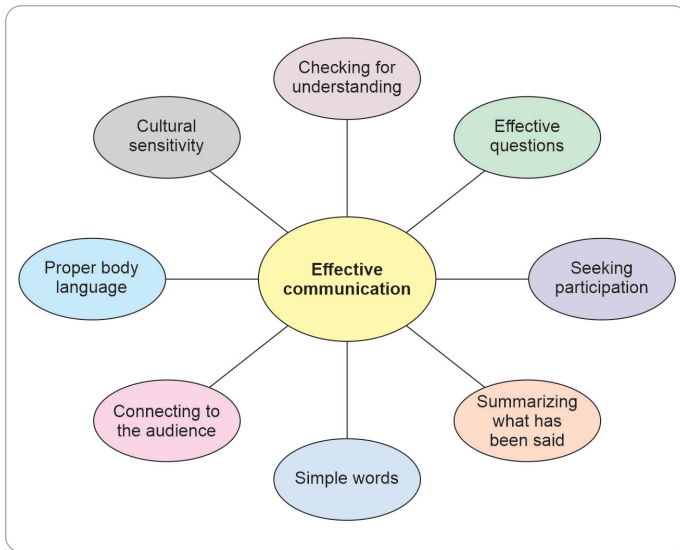 Checking for
understanding
Cultural
sensitivity
Effective
questions
Proper body
language
Effective
communication
Seeking
participation
Connecting to
the audience
Summarizing
what has
been said
Simple words